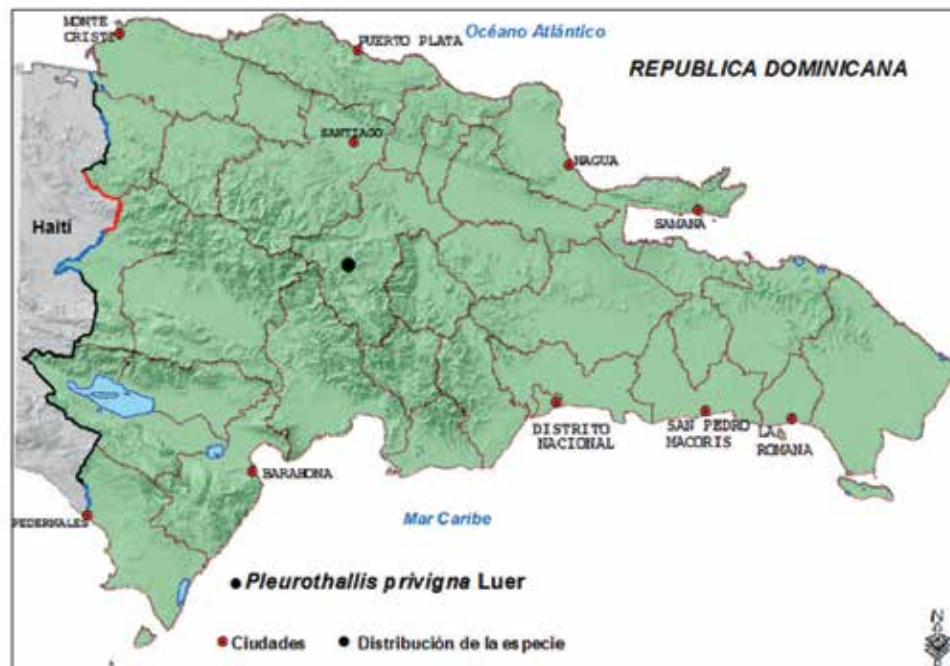 MONTE
CRISTI
PUERTO PLATA
Océano Atlántico
REPUBLICA DOMINICANA
SANTIAGO
NAGUA
SAMANA
Haití
DISTRITO
NACIONAL
SAN PEDRO
MACORIS
LA
ROMANA
BARAHONA
PEDERNALES
Mar Caribe
Pleurothallis privigna Luer
Ciudades
Distribución de la especie